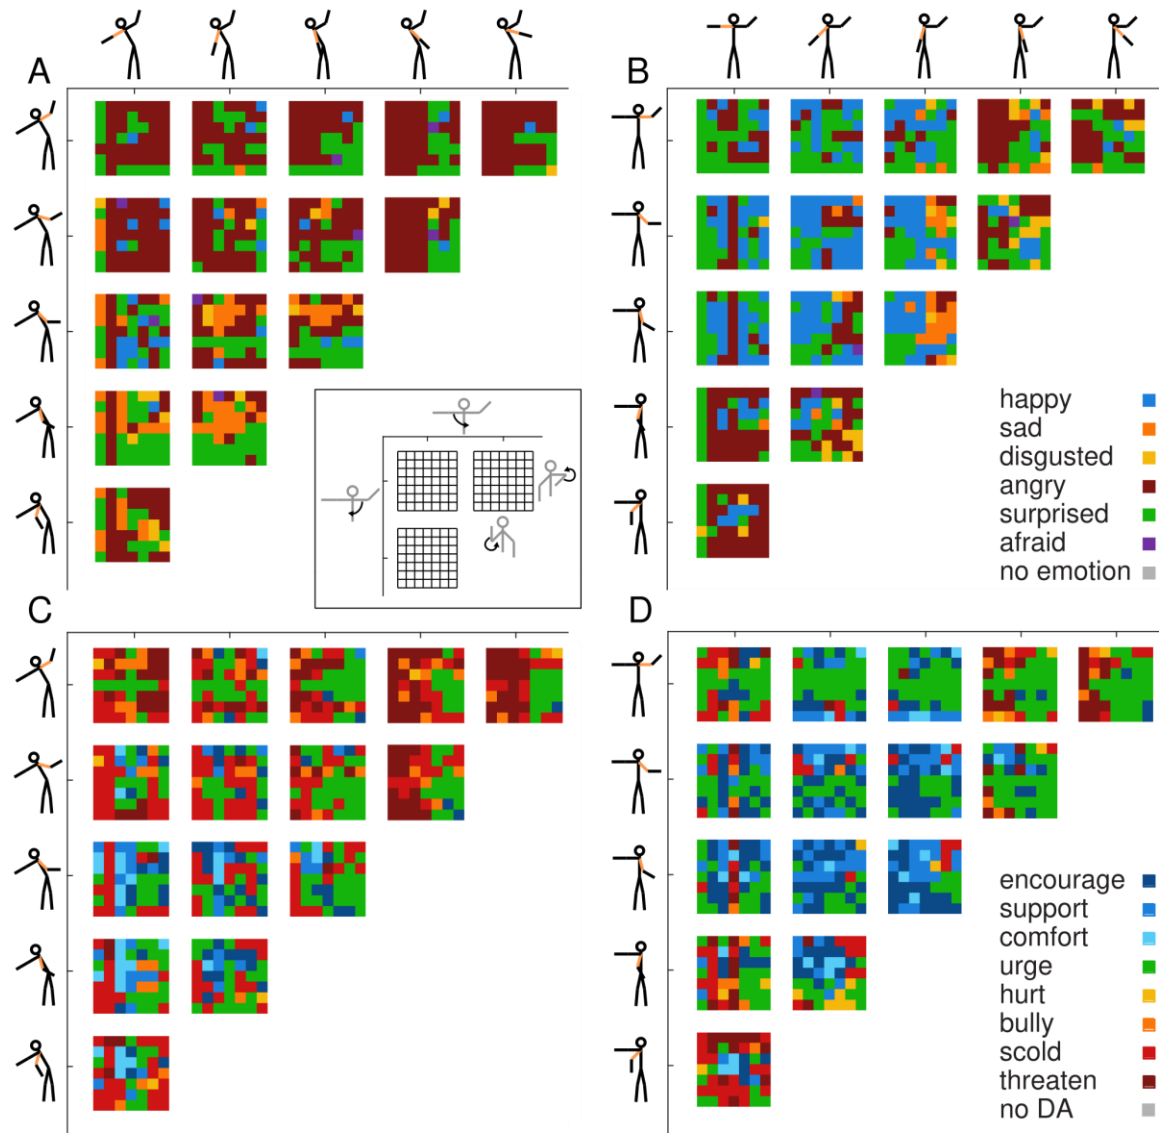 A
B
happy
sad
disgusted
angry
surprised
afraid
no emotion
C
D
encourage
support
comfort
urge
hurt
bully
scold
threaten
no DA